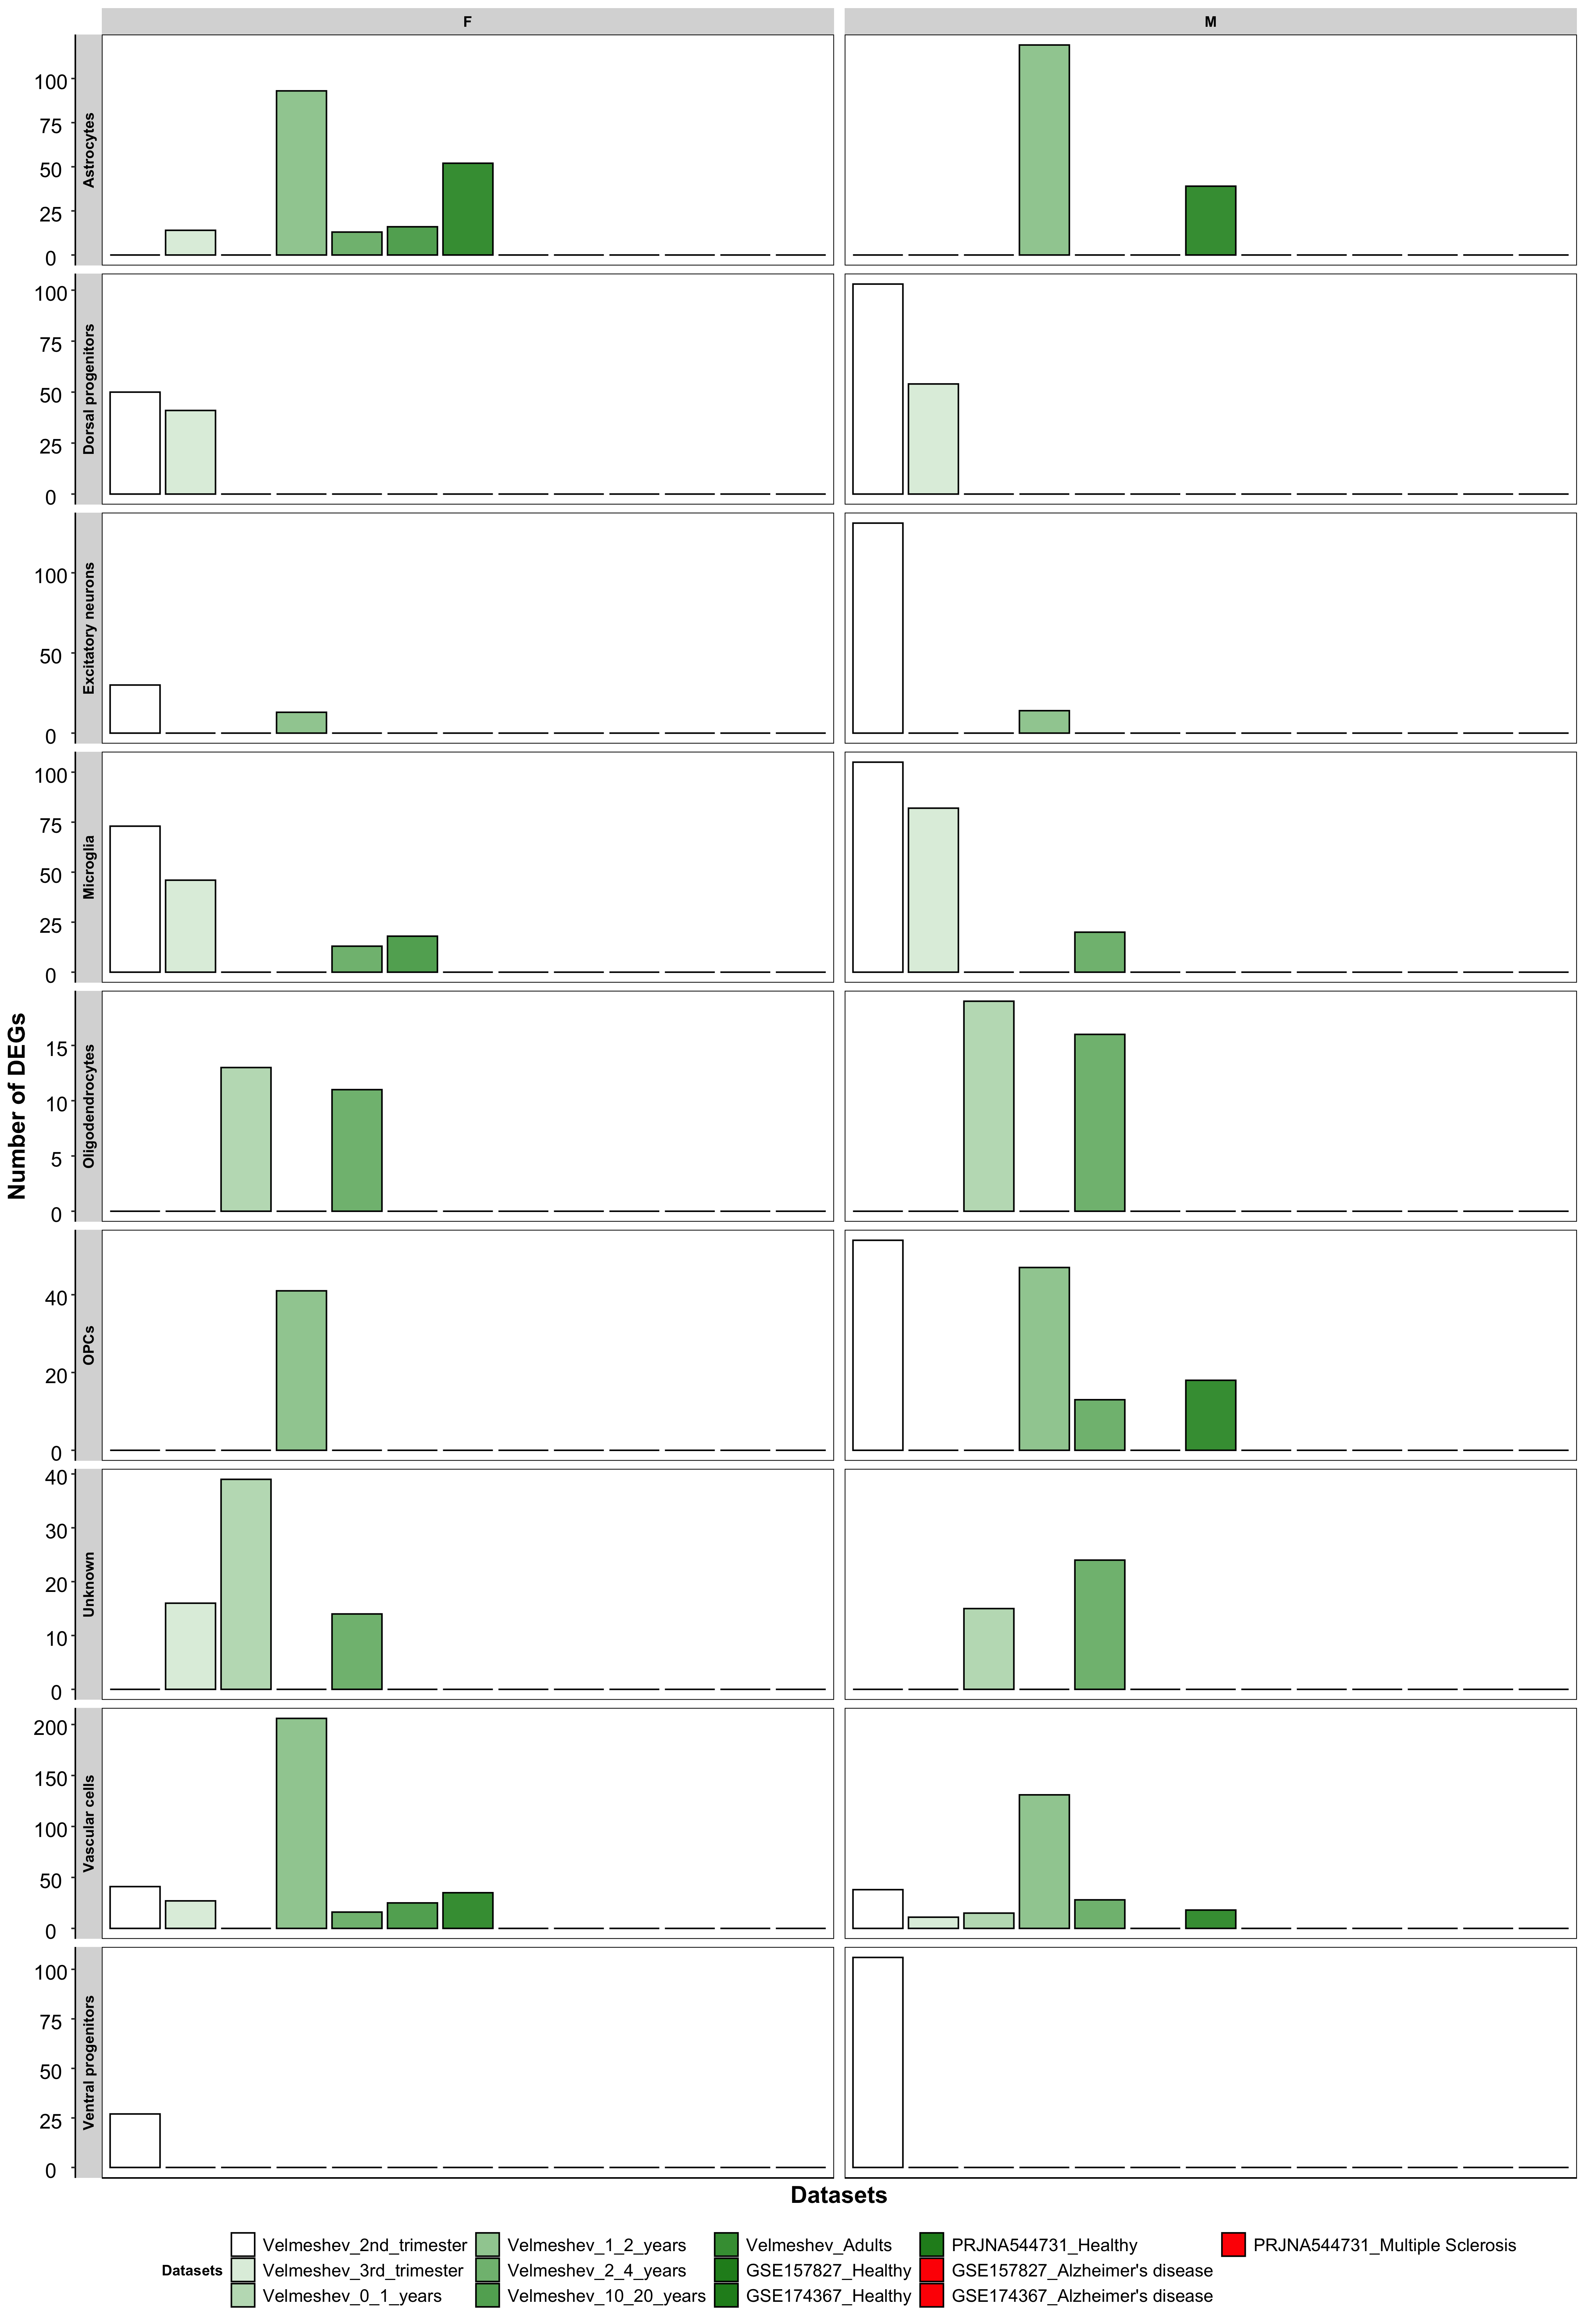 F
M
Number of DEGs
Astrocytes
100
75
50
25
0
Dorsal progenitors
100
75
50
25
0
Excitatory neurons
100
50
0
Microglia
100
75
50
25
0
Oligodendrocytes
15
10
5
0
OPCs
40
20
0
Unknown
40
30
20
10
0
Vascular cells
200
150
100
50
0
Ventral progenitors
100
75
50
25
0
Datasets
Datasets
Velmeshev_2nd_trimester
Velmeshev_3rd_trimester
Velmeshev_0_1_years
Velmeshev_1_2_years
Velmeshev_2_4_years
Velmeshev_10_20_years
Velmeshev_Adults
GSE157827_Healthy
GSE174367_Healthy
PRJNA544731_Healthy
GSE157827_Alzheimer's disease
GSE174367_Alzheimer's disease
PRJNA544731_Multiple Sclerosis